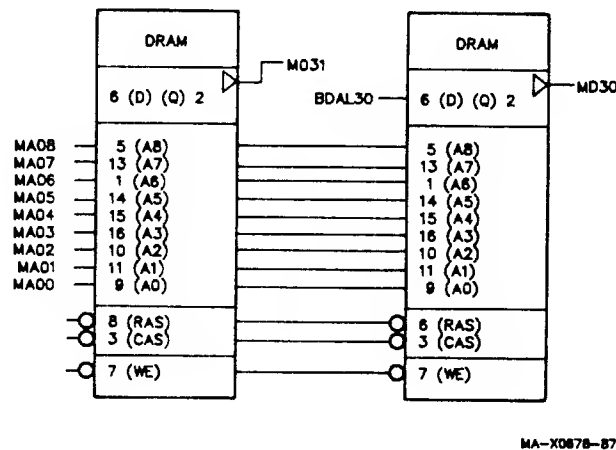 DRAM DRAM
MO31
6 (D) (Q) 2 BDAL30 6 (D) (Q) 2 MD30
MA08 5 (A8) 5 (A8)
MA07 13 (A7) 13 (A7)
MA06 1 (A6) 1 (A6)
MA05 14 (A5) 14 (A5)
MA04 15 (A4) 15 (A4)
MA03 16 (A3) 16 (A3)
MA02 10 (A2) 10 (A2)
MA01 11 (A1) 11 (A1)
MA00 9 (A0) 9 (A0)
8 (RAS) 6 (RAS)
3 (CAS) 3 (CAS)
7 (WE) 7 (WE)
MA-X0878-87